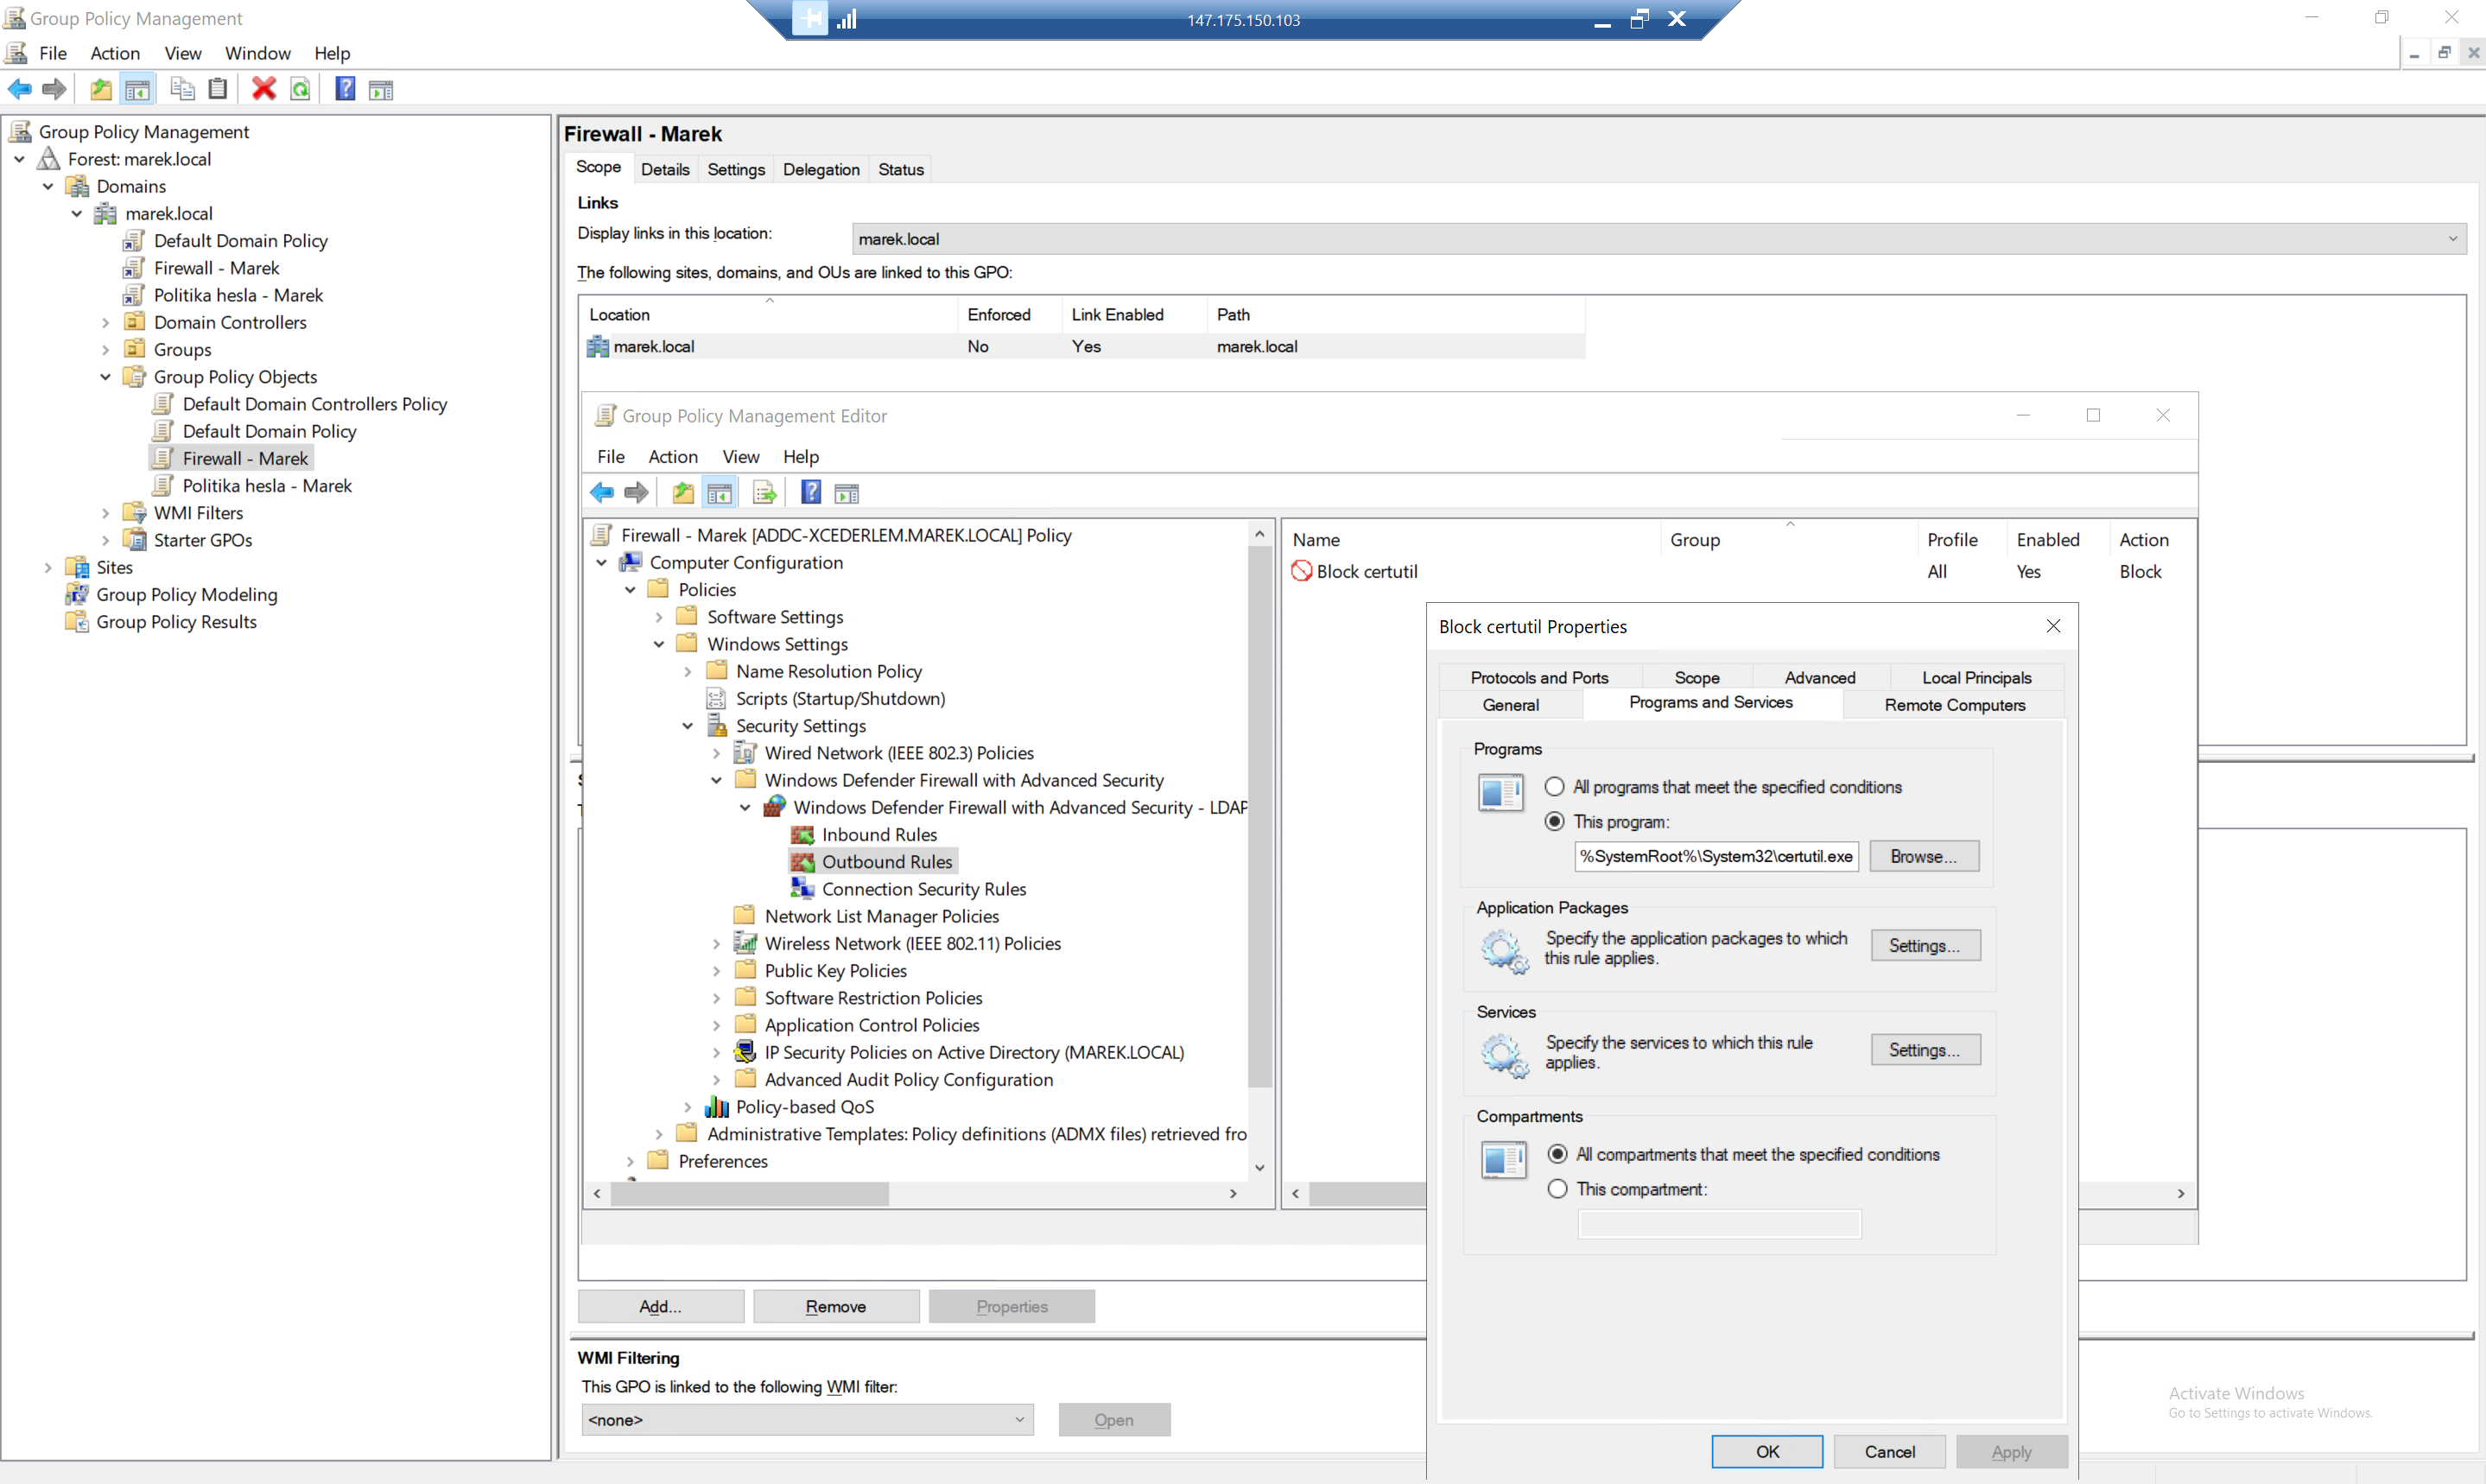 Group Policy Management
147.175.150.103
File Action View Window Help
Group Policy Management
Forest: marek.local
Domains
marek.local
Default Domain Policy
Firewall - Marek
Politika hesla - Marek
Domain Controllers
Groups
Group Policy Objects
Default Domain Controllers Policy
Default Domain Policy
Firewall - Marek
Politika hesla - Marek
WMI Filters
Starter GPOs
Sites
Group Policy Modeling
Group Policy Results
Firewall - Marek
Scope Details Settings Delegation Status
Links
Display links in this location: marek.local
The following sites, domains, and OUs are linked to this GPO:
Location Enforced Link Enabled Path
marek.local No Yes marek.local
Group Policy Management Editor
File Action View Help
Firewall - Marek [ADDC-XCEDERLEM.MAREK.LOCAL] Policy
Computer Configuration
Policies
Software Settings
Windows Settings
Name Resolution Policy
Scripts (Startup/Shutdown)
Security Settings
Wired Network (IEEE 802.3) Policies
Windows Defender Firewall with Advanced Security
Windows Defender Firewall with Advanced Security - LDAP
Inbound Rules
Outbound Rules
Connection Security Rules
Network List Manager Policies
Wireless Network (IEEE 802.11) Policies
Public Key Policies
Software Restriction Policies
Application Control Policies
IP Security Policies on Active Directory (MAREK.LOCAL)
Advanced Audit Policy Configuration
Policy-based QoS
Administrative Templates: Policy definitions (ADMX files) retrieved fro
Preferences
Name Group Profile Enabled Action
Block certutil All Yes Block
Block certutil Properties
Protocols and Ports Scope Advanced Local Principals
General Programs and Services Remote Computers
Programs
All programs that meet the specified conditions
This program:
%SystemRoot%\System32\certutil.exe Browse...
Application Packages
Specify the application packages to which
this rule applies.
Settings...
Services
Specify the services to which this rule
applies.
Settings...
Compartments
All compartments that meet the specified conditions
This compartment:
OK Cancel Apply
Add... Remove Properties
WMI Filtering
This GPO is linked to the following WMI filter:
<none> Open
Activate Windows
Go to Settings to activate Windows.